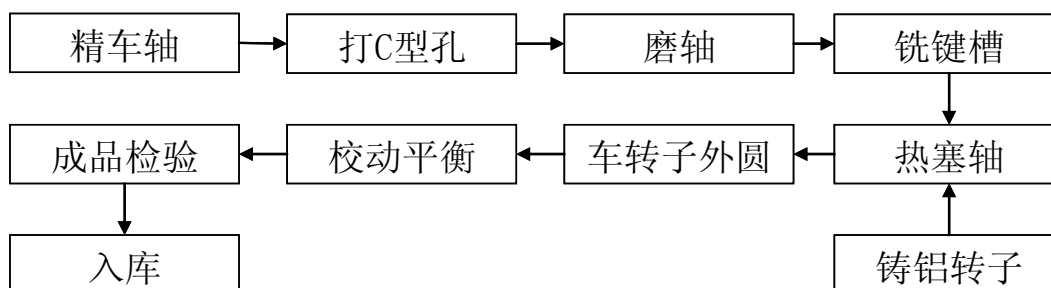 精车轴
打C型孔
磨轴
铣键槽
成品检验
校动平衡
车转子外圆
热塞轴
入库
铸铝转子